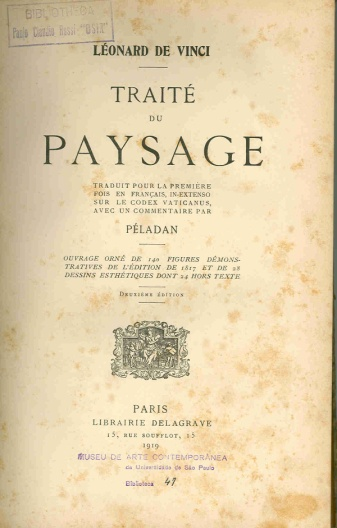 BIBLIOTECA
LÉONARD DE VINCI
TRAITÉ
DU
PAYSAGE
TRADUIT POUR LA PREMIÈRE
FOIS EN FRANÇAIS, IN-EXTENSO
SUR LE CODEX VATICANUS,
AVEC UN COMMENTAIRE PAR
PÉLADAN
OUVRAGE ORNÉ DE 140 FIGURES DÉMONS-
TRATIVES DE L'ÉDITION DE 1817 ET DE 28
DESSINS ESTHÉTIQUES DONT 24 HORS TEXTE
DEUXIÈME ÉDITION
PARIS
LIBRAIRIE DELAGRAVE
15, RUE SOUFFLOT, 15
1919
MUSEU DE ARTE CONTEMPORÂNEA
da Universidade de São Paulo
Biblioteca 49